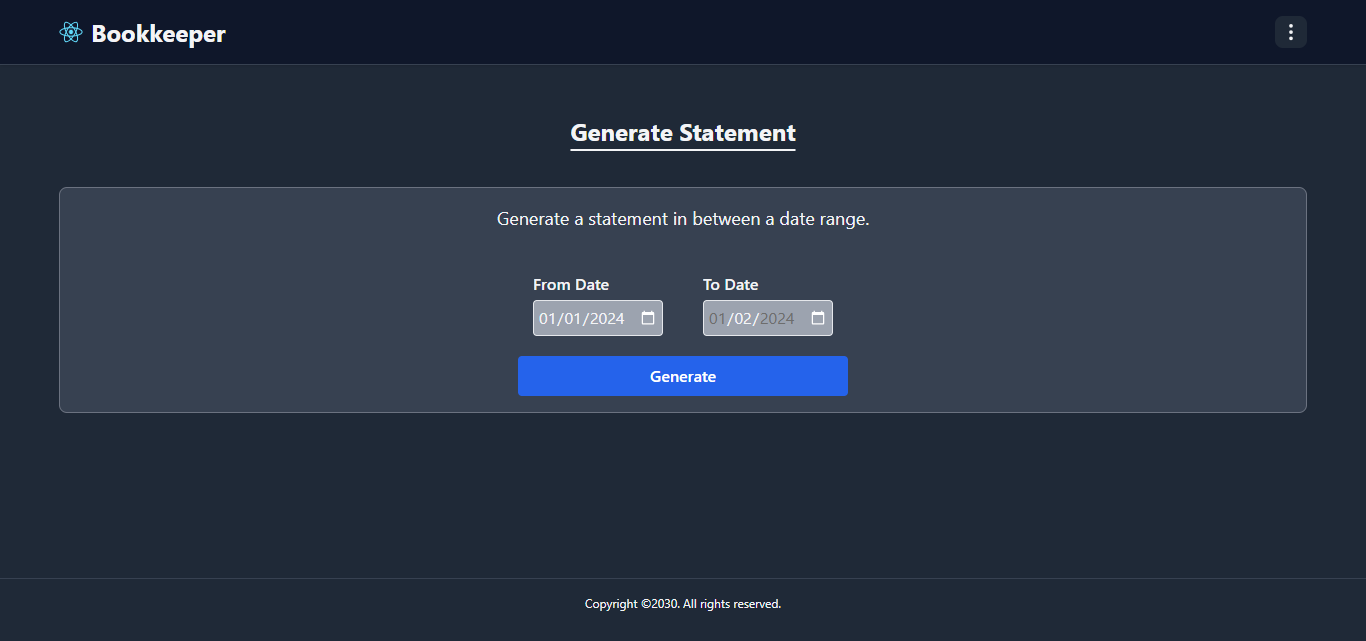 Bookkeeper
Generate Statement
Generate a statement in between a date range.
From Date
To Date
01/01/2024
01/02/2024
Generate
Copyright ©2030. All rights reserved.